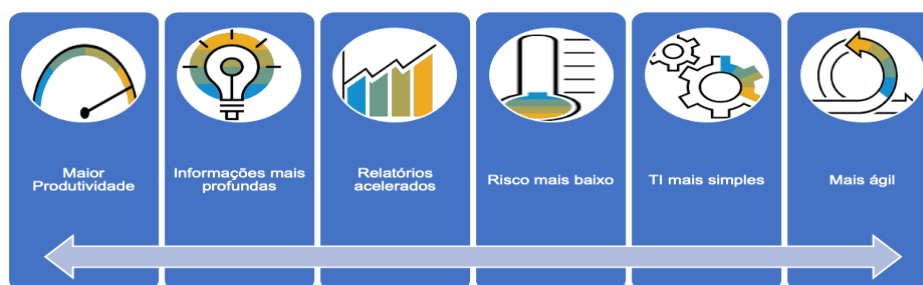 Maior
Produtividade
Informações mais
profundas
Relatórios
acelerados
Risco mais baixo
TI mais simples
Mais ágil